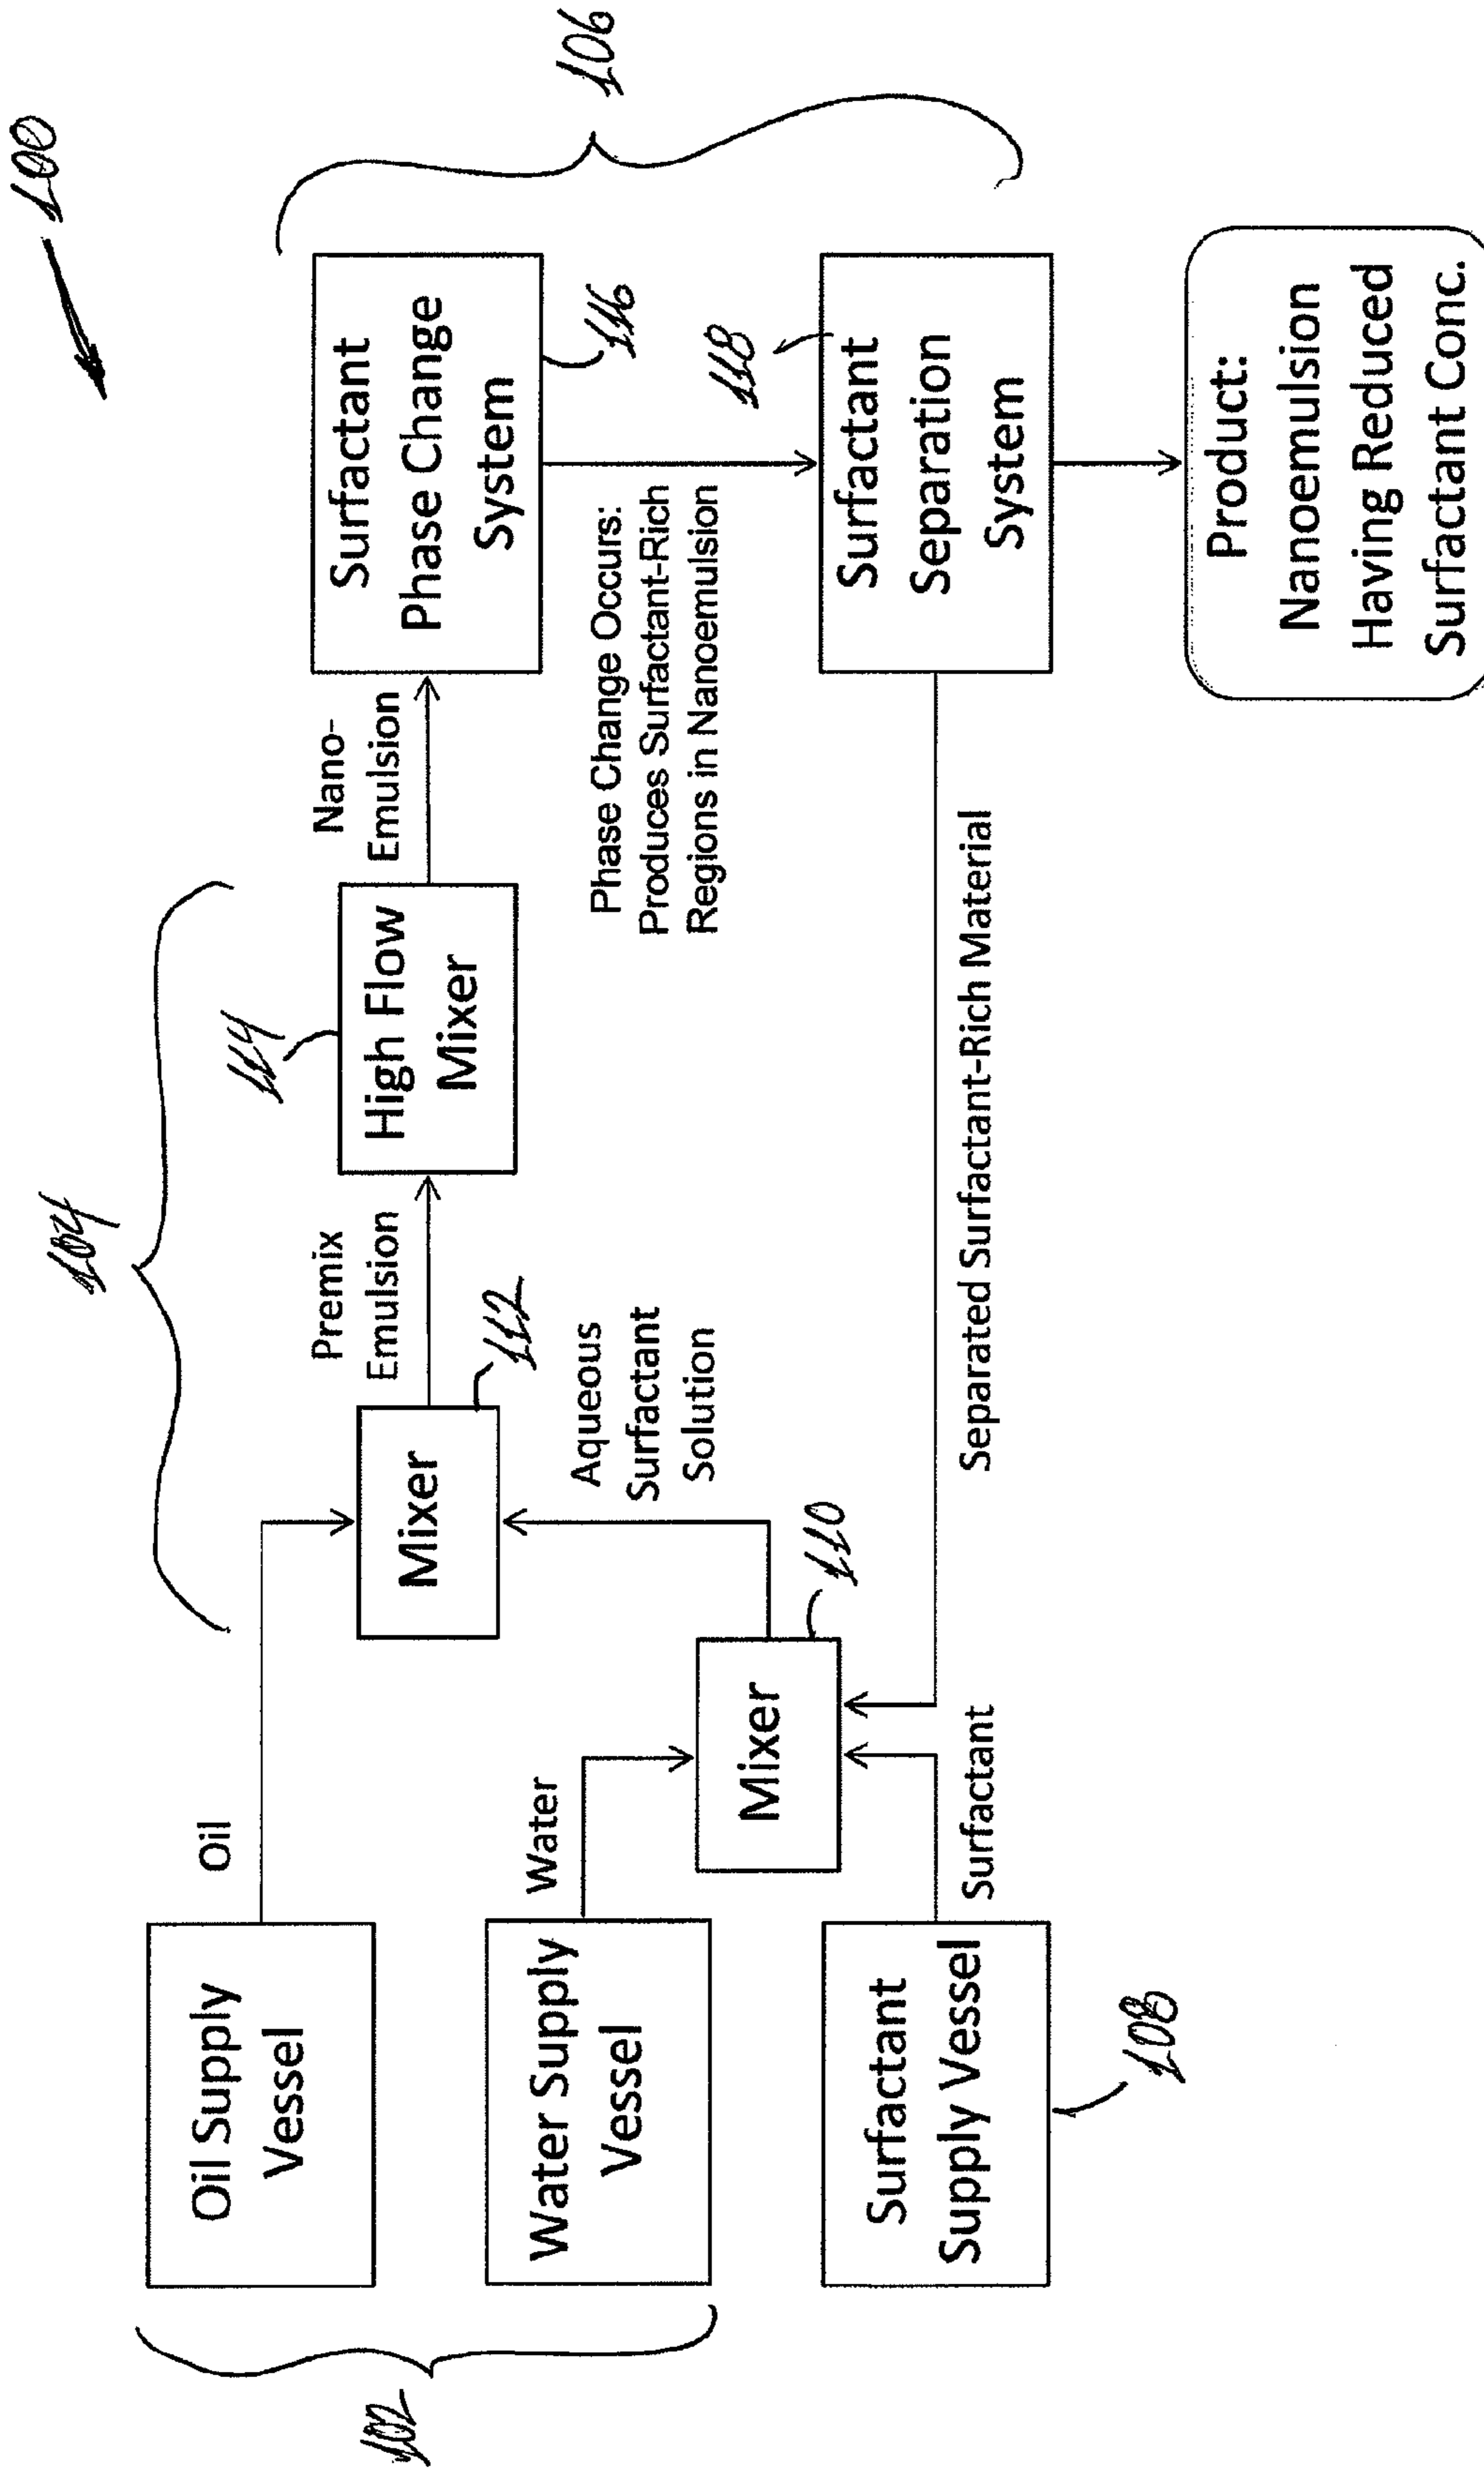 100
104
106
102
Oil Supply
Vessel
Oil
Water Supply
Vessel
Water
Surfactant
Supply Vessel
108
Surfactant
Mixer
110
Mixer
112
Aqueous
Surfactant
Solution
Premix
Emulsion
High Flow
Mixer
114
Nano-
Emulsion
Surfactant
Phase Change
System
116
Phase Change Occurs:
Produces Surfactant-Rich
Regions in Nanoemulsion
118
Surfactant
Separation
System
Separated Surfactant-Rich Material
Product:
Nanoemulsion
Having Reduced
Surfactant Conc.